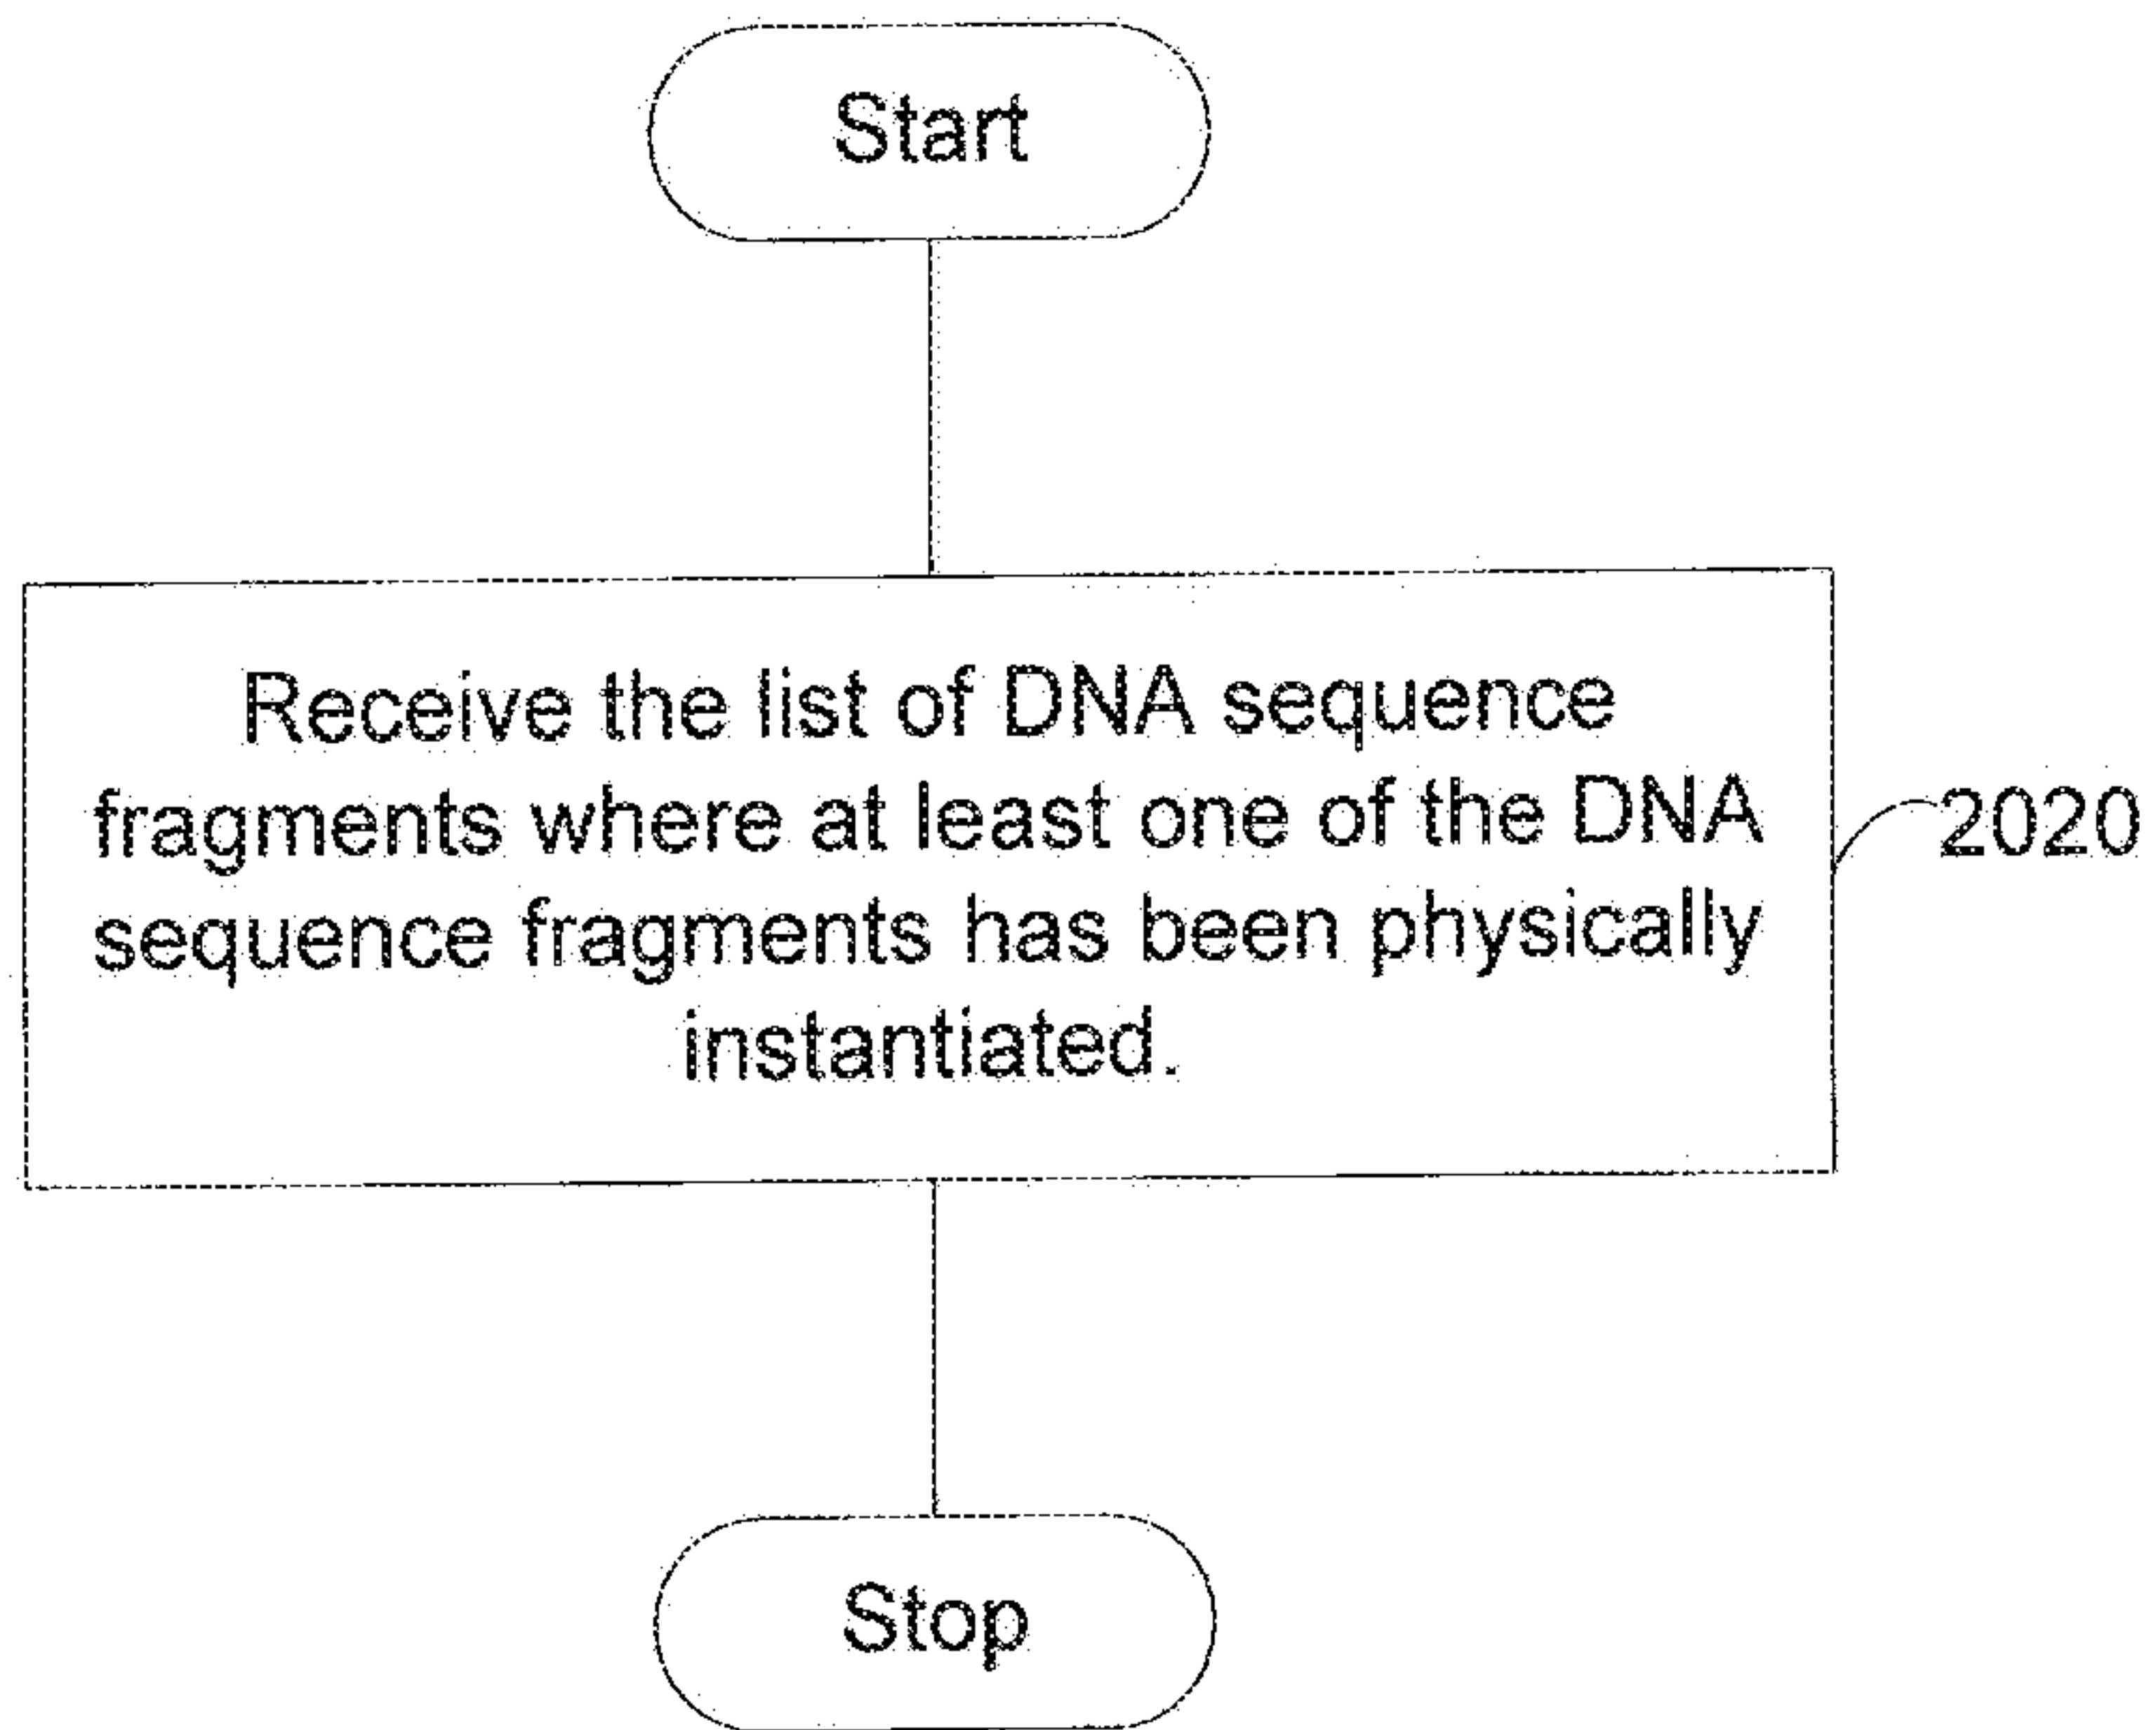 Start
Receive the list of DNA sequence
fragments where at least one of the DNA
sequence fragments has been physically
instantiated.
2020
Stop